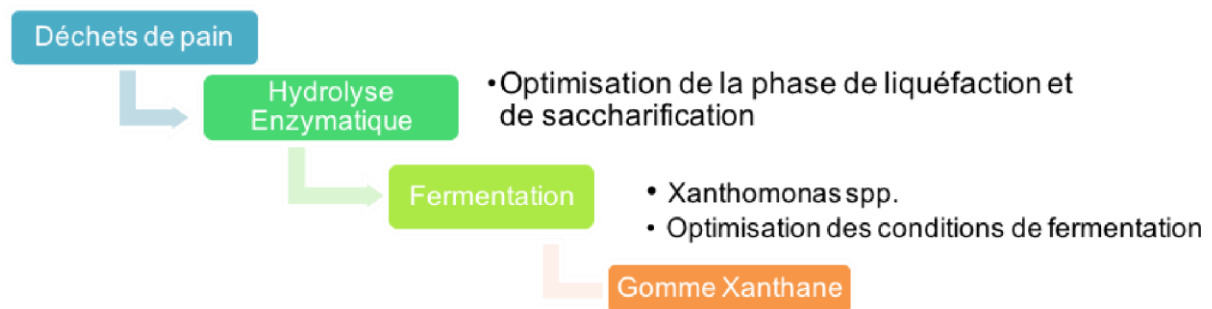 Déchets de pain
Hydrolyse
Enzymatique
•Optimisation de la phase de liquéfaction et
de saccharification
Fermentation
• Xanthomonas spp.
• Optimisation des conditions de fermentation
Gomme Xanthane